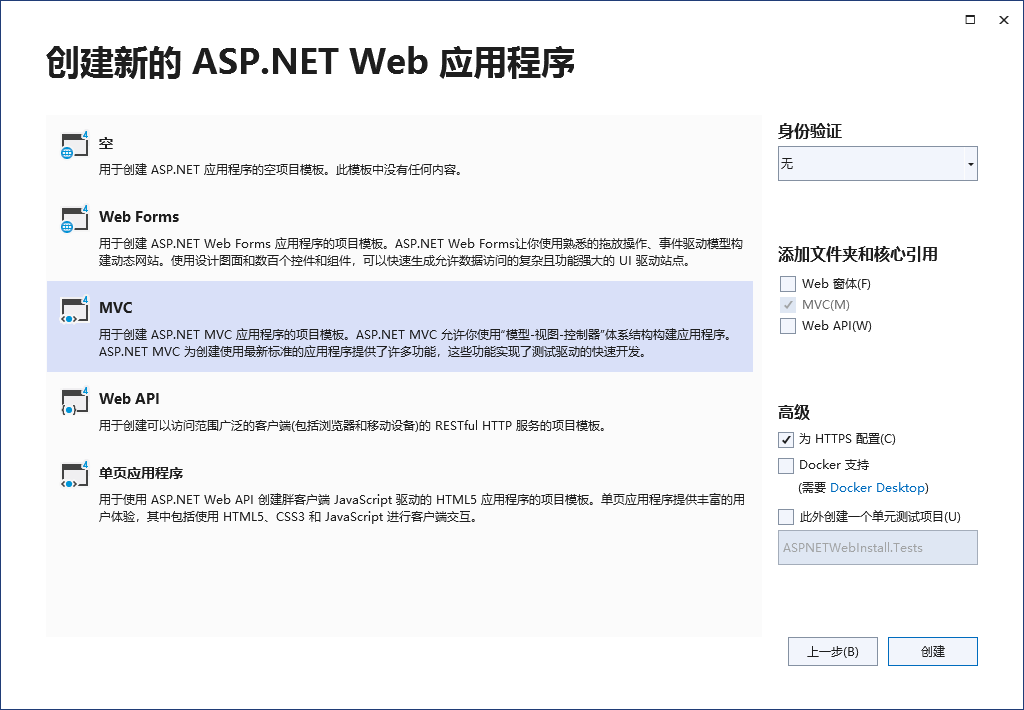 创建新的 ASP.NET Web 应用程序
空
用于创建 ASP.NET 应用程序的空项目模板。此模板中没有任何内容。
Web Forms
用于创建 ASP.NET Web Forms 应用程序的项目模板。ASP.NET Web Forms让你使用熟悉的拖放操作、事件驱动模型构
建动态网站。使用设计图面和数百个控件和组件，可以快速生成允许数据访问的复杂且功能强大的 UI 驱动站点。
MVC
用于创建 ASP.NET MVC 应用程序的项目模板。ASP.NET MVC 允许你使用“模型-视图-控制器”体系结构构建应用程序。
ASP.NET MVC 为创建使用最新标准的应用程序提供了许多功能，这些功能实现了测试驱动的快速开发。
Web API
用于创建可以访问范围广泛的客户端(包括浏览器和移动设备)的 RESTful HTTP 服务的项目模板。
单页应用程序
用于使用 ASP.NET Web API 创建胖客户端 JavaScript 驱动的 HTML5 应用程序的项目模板。单页应用程序提供丰富的用
户体验，其中包括使用 HTML5、CSS3 和 JavaScript 进行客户端交互。
身份验证
无
添加文件夹和核心引用
Web 窗体(F)
MVC(M)
Web API(W)
高级
为 HTTPS 配置(C)
Docker 支持
(需要 Docker Desktop)
此外创建一个单元测试项目(U)
ASPNETWebInstall.Tests
上一步(B)
创建